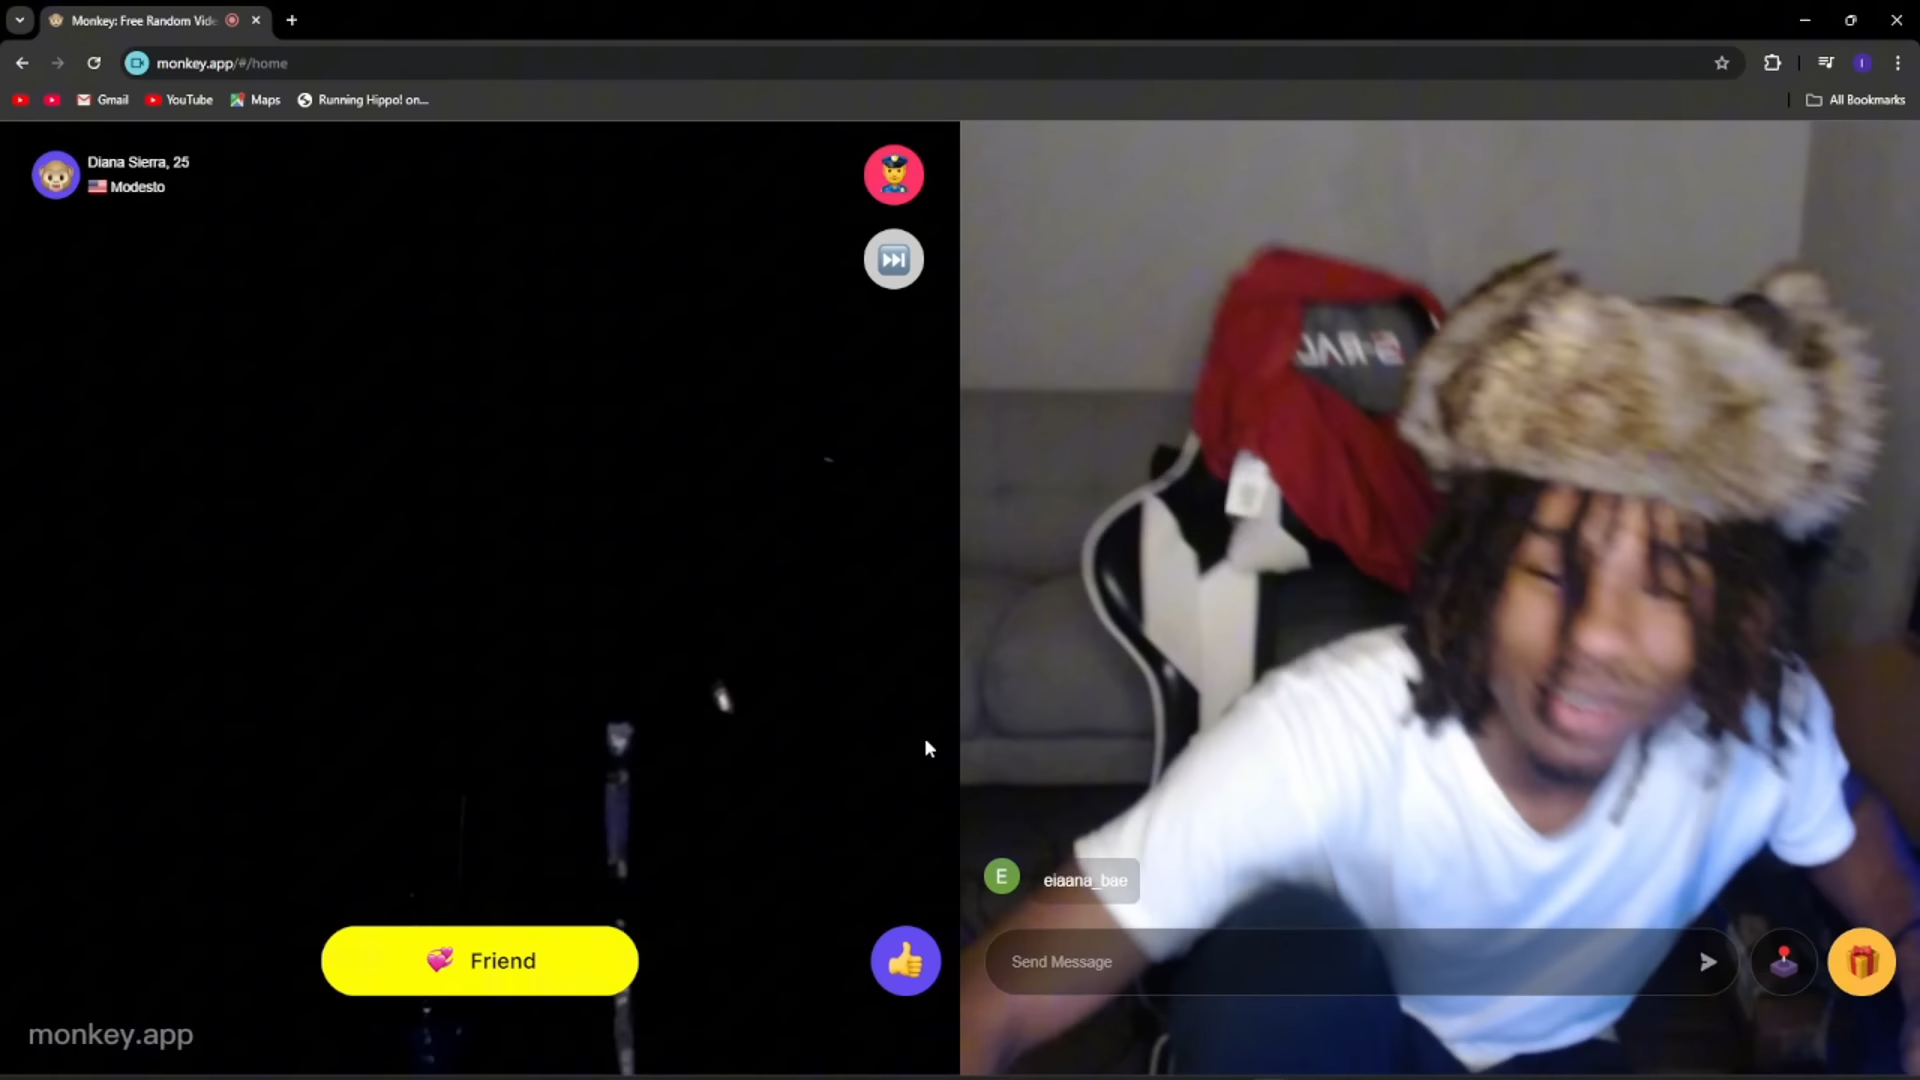 Monkey: Free Random Vide
monkey.app/#/home
Gmail
YouTube
Maps
Running Hippo! on...
All Bookmarks
Diana Sierra, 25
Modesto
E
eiaana_bae
Friend
Send Message
monkey.app